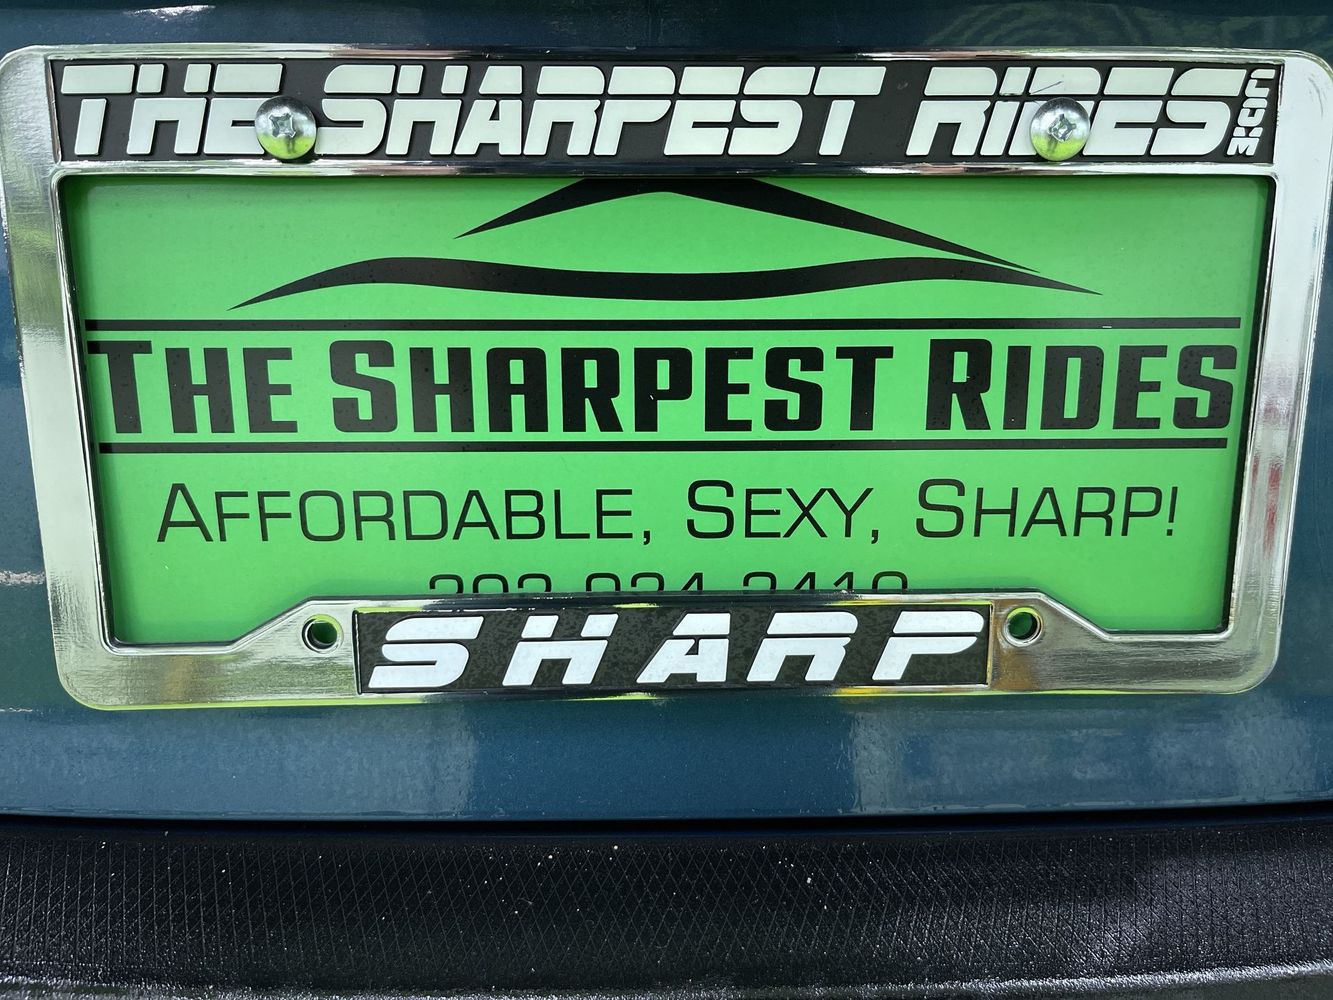 THE SHARPEST RIDES.COM
THE SHARPEST RIDES
AFFORDABLE, SEXY, SHARP!
SHARP